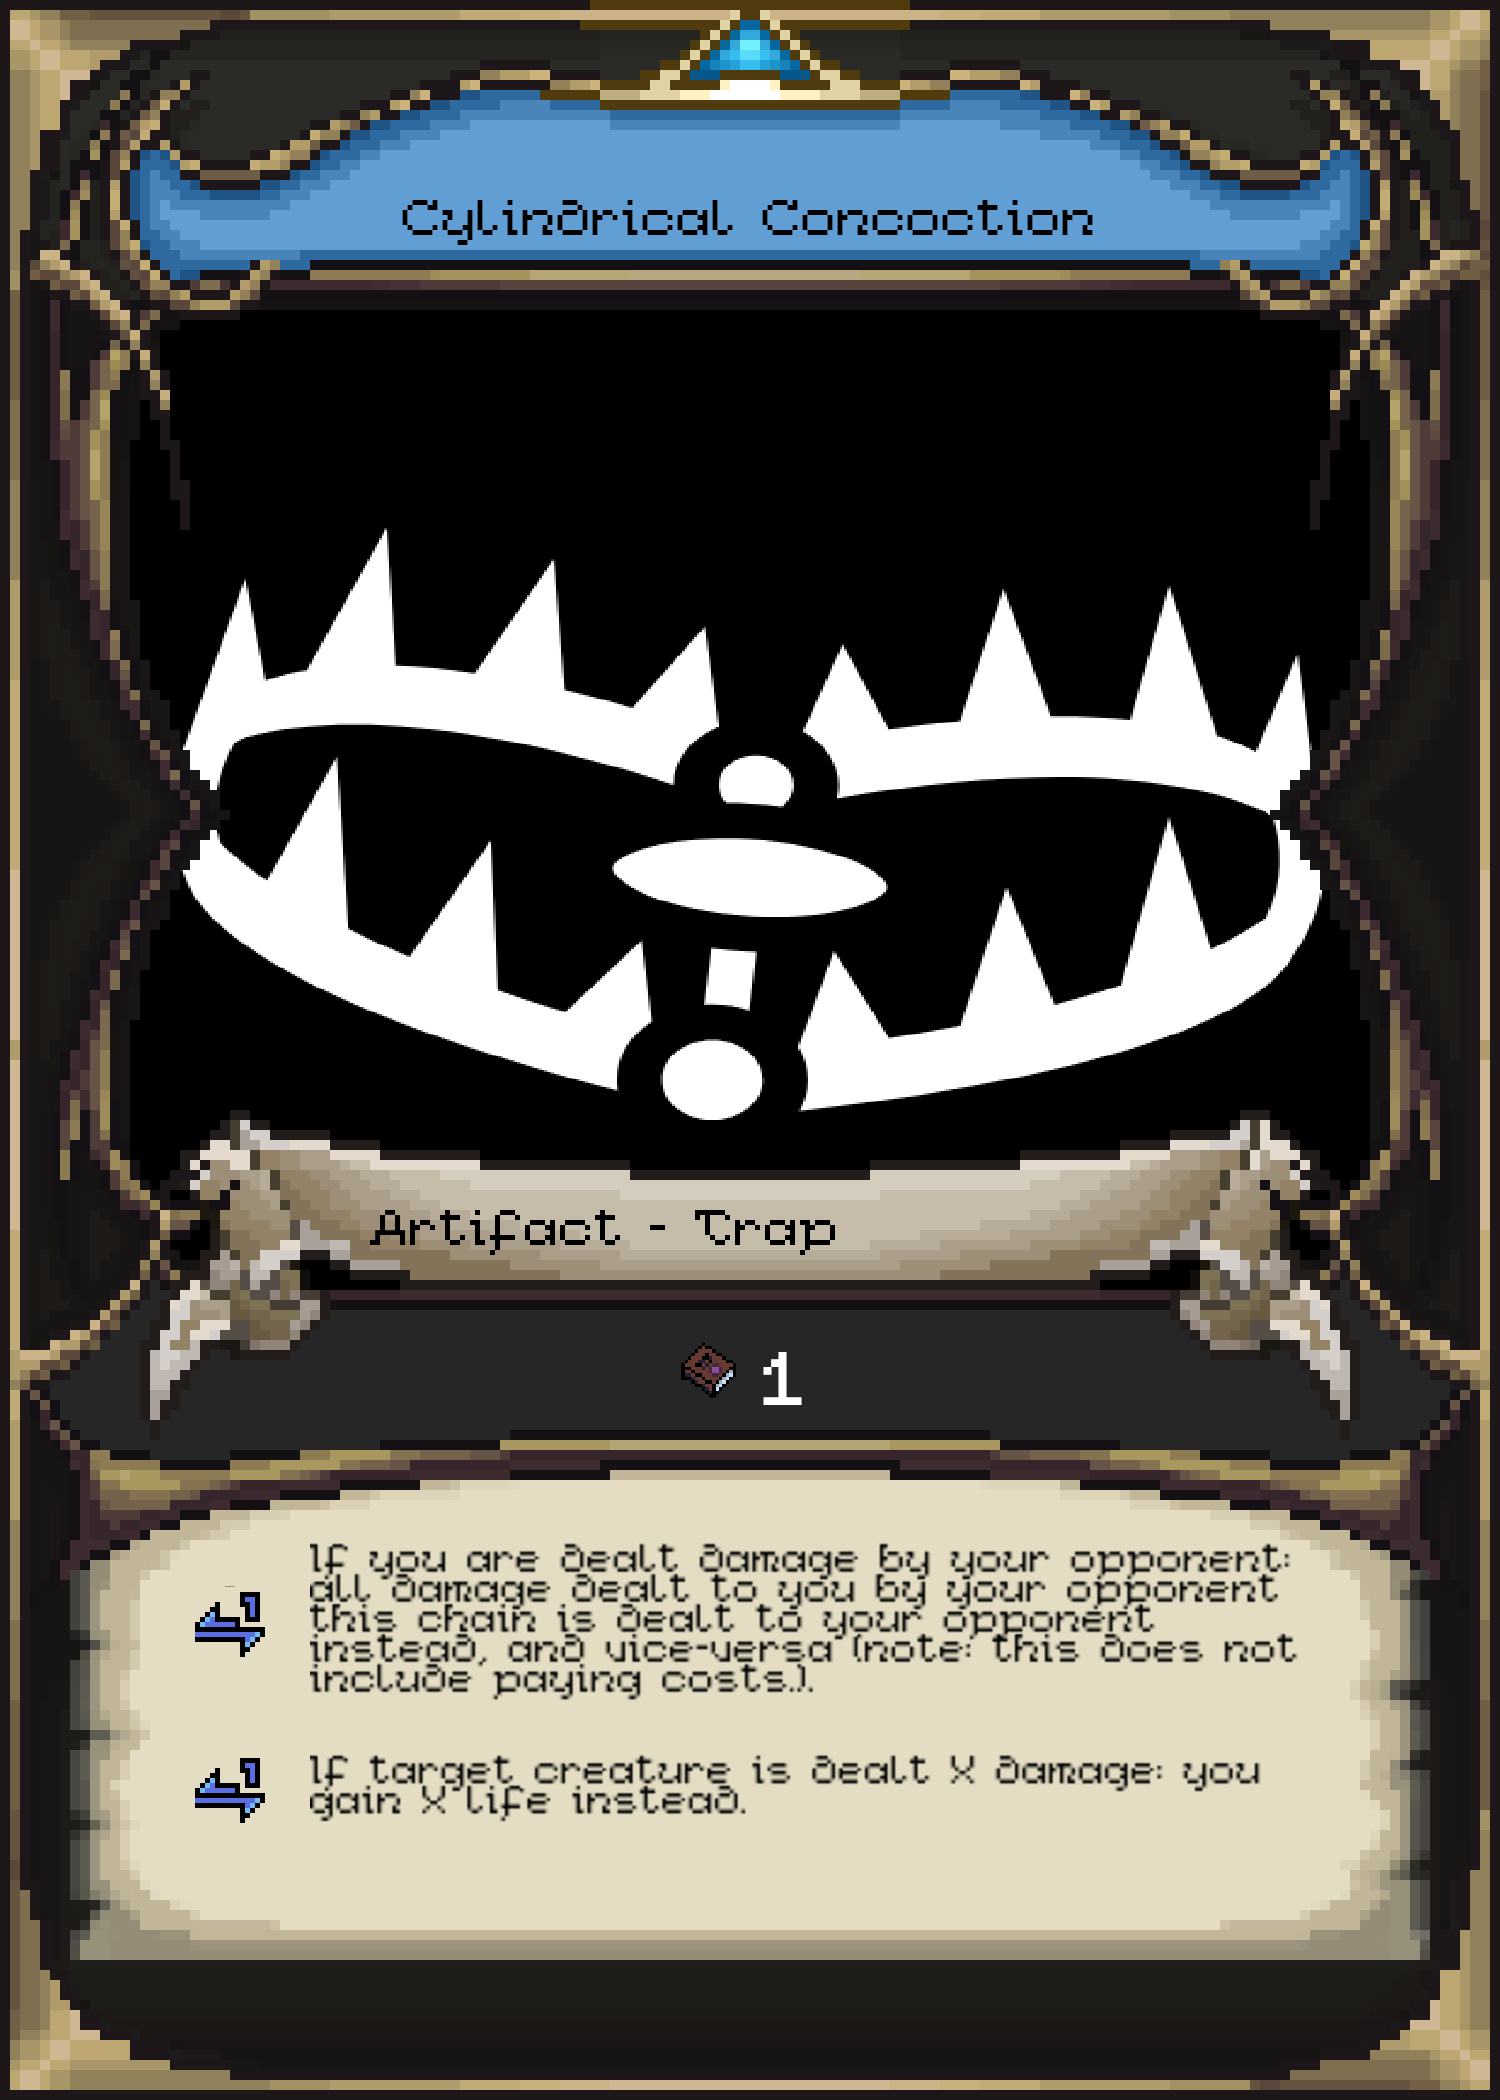 Cylindrical Concoction
Artifact - Trap
1
If you are dealt damage by your opponent:
1
all damage dealt to you by your opponent
this chain is dealt to your opponent
instead, and vice-versa (note: this does not
include paying costs.).
1
If target creature is dealt X damage: you
gain X life instead.